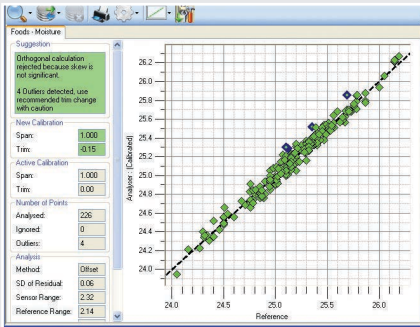 Foods - Moisture
Suggestion
Orthogonal calculation
rejected because skew is
not significant.
4 Outliers detected, use
recommended trim change
with caution
New Calibration
Span: 1.000
Trim: -0.15
Active Calibration
Span: 1.000
Trim: 0.00
Number of Points
Analysed: 226
Ignored: 0
Outliers: 4
Analysis
Method: Offset
SD of Residual: 0.06
Sensor Range: 2.32
Reference Range: 2.14
Analyser : [Calibrated]
26.2
26.0
25.8
25.6
25.4
25.2
25.0
24.8
24.6
24.4
24.2
24.0
24.0 24.5 25.0 25.5 26.0
Reference